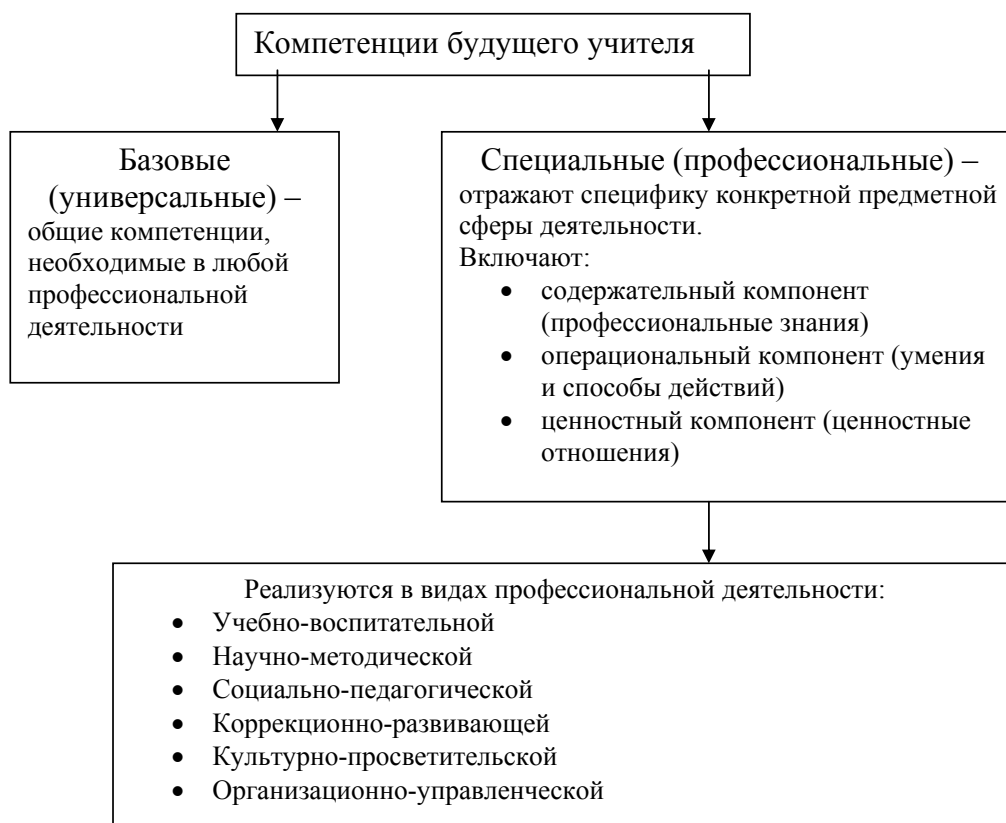 Компетенции будущего учителя
Базовые
(универсальные) –
общие компетенции,
необходимые в любой
профессиональной
деятельности
Специальные (профессиональные) –
отражают специфику конкретной предметной
сферы деятельности.
Включают:
• содержательный компонент
(профессиональные знания)
• операциональный компонент (умения
и способы действий)
• ценностный компонент (ценностные
отношения)
Реализуются в видах профессиональной деятельности:
• Учебно-воспитательной
• Научно-методической
• Социально-педагогической
• Коррекционно-развивающей
• Культурно-просветительской
• Организационно-управленческой